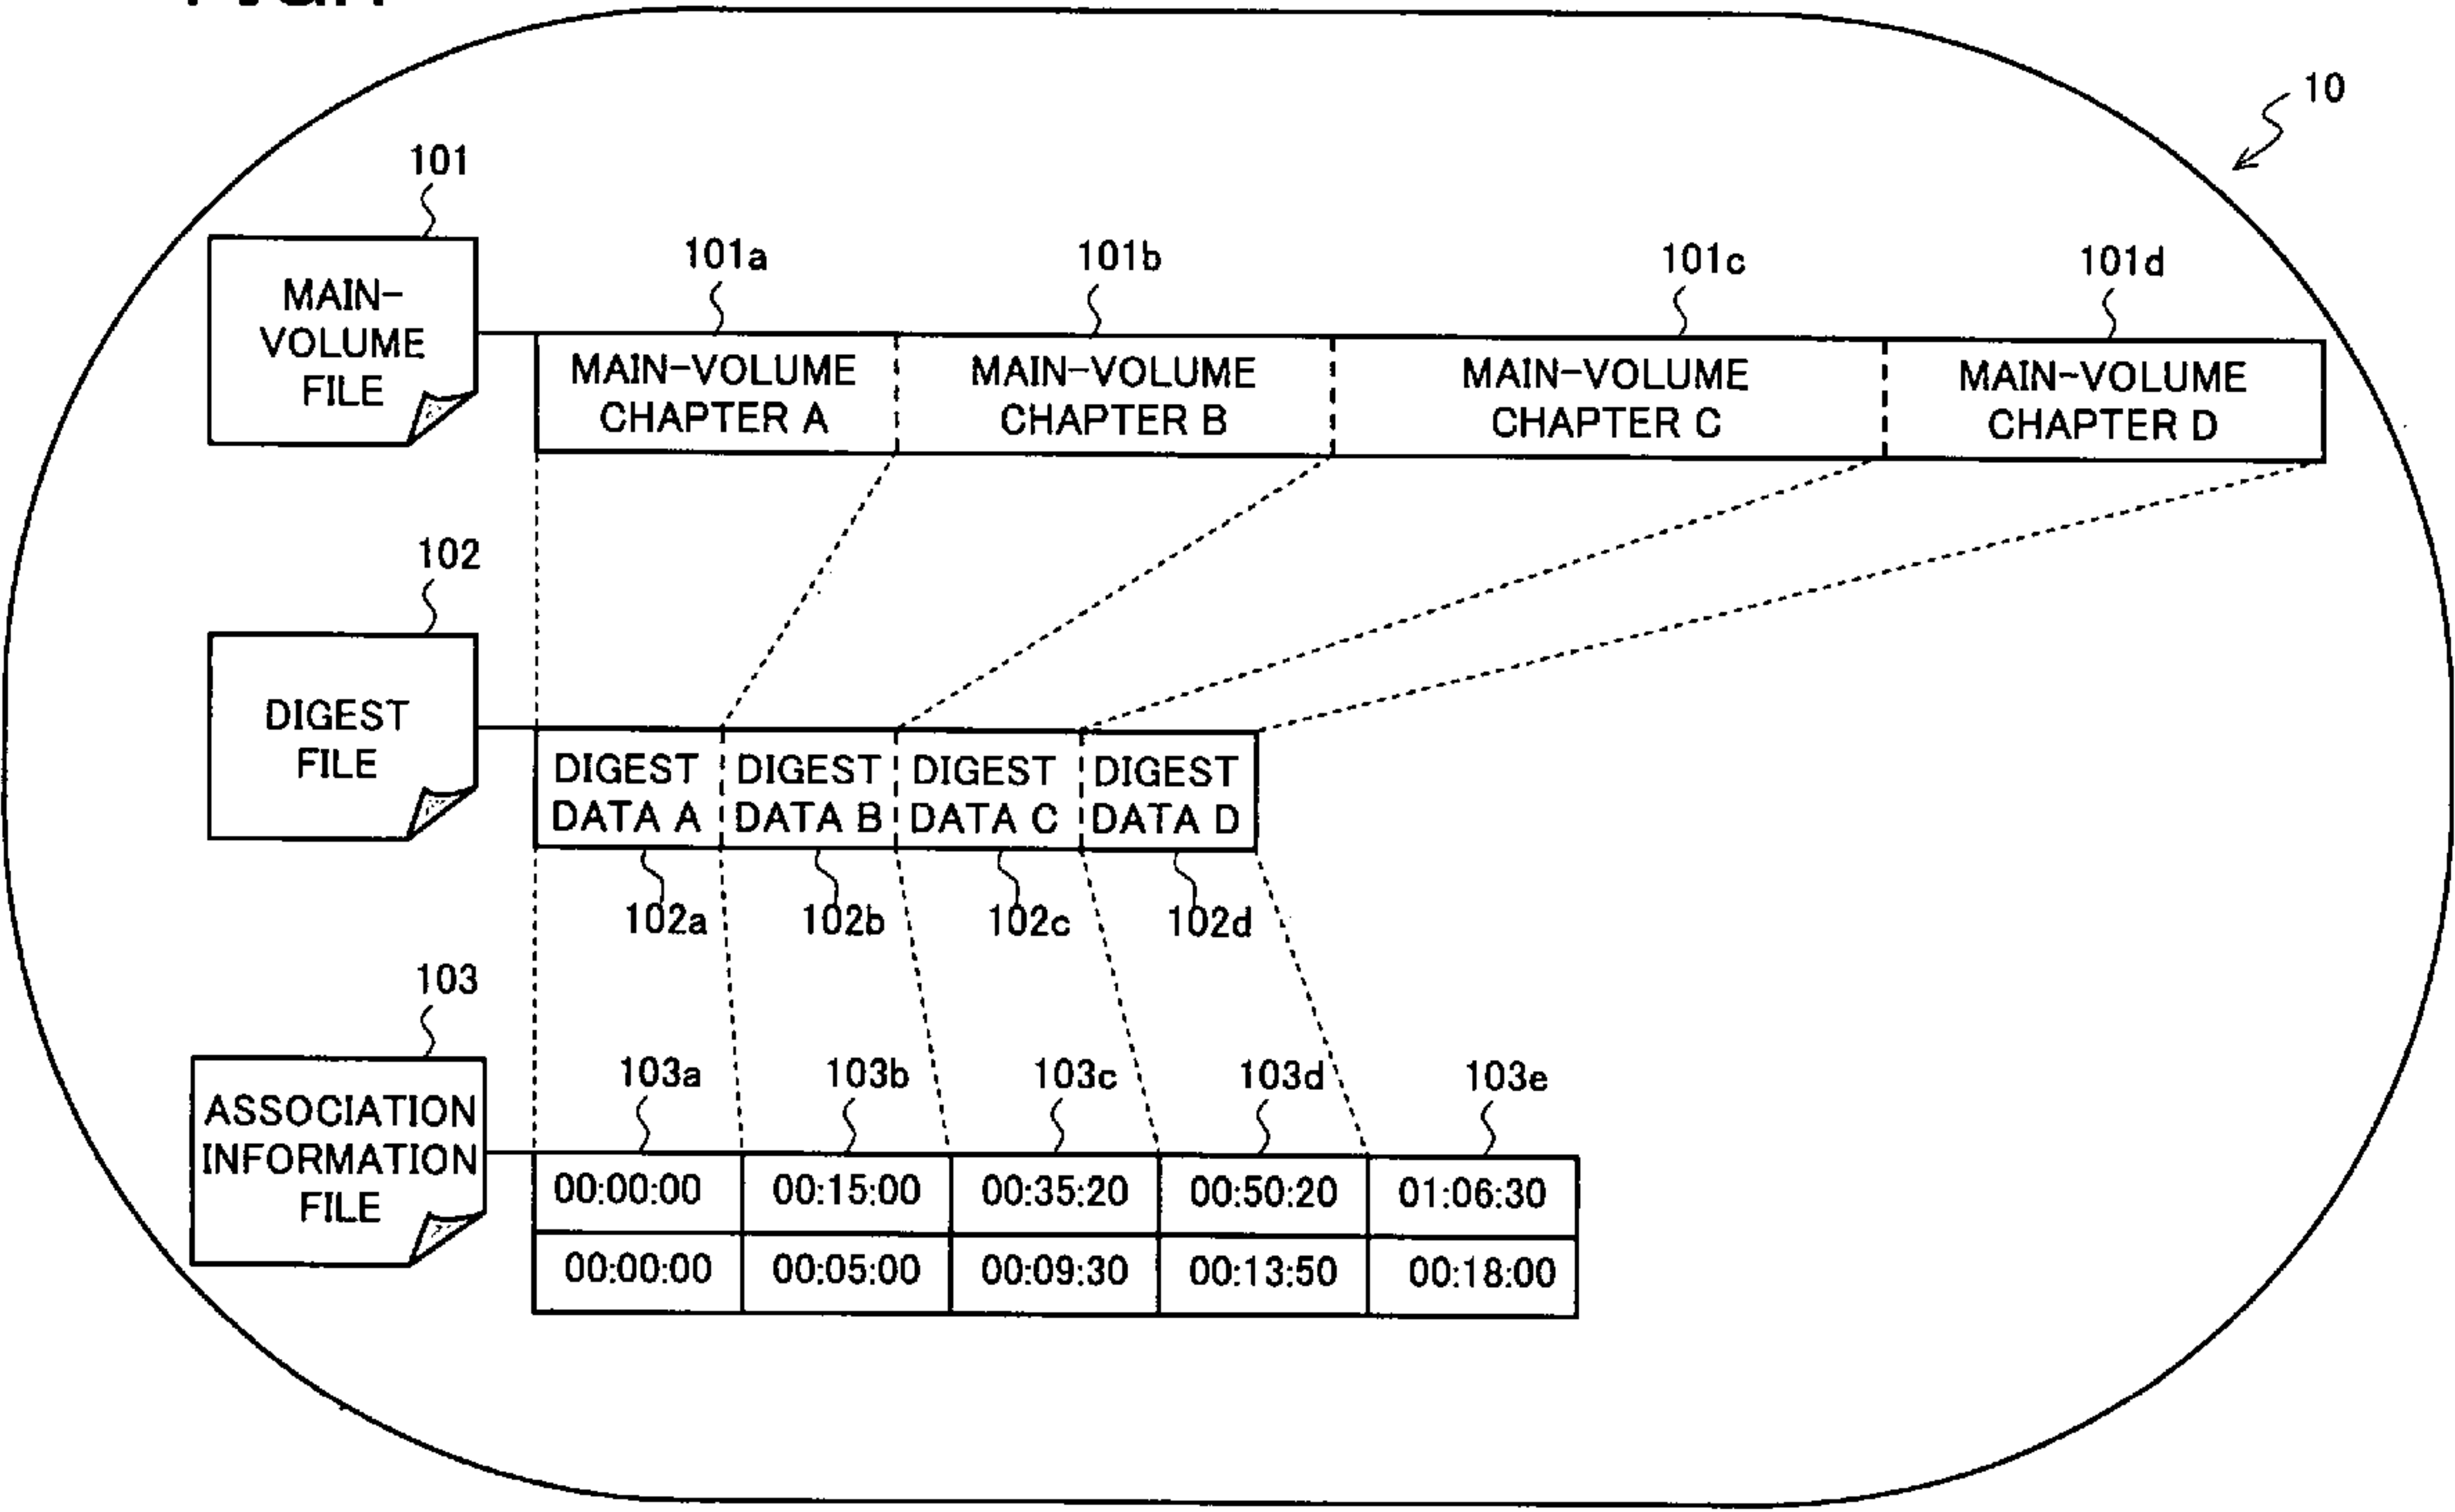 10
101
101a 101b 101c 101d
MAIN-
VOLUME
FILE
MAIN-VOLUME
CHAPTER A
MAIN-VOLUME
CHAPTER B
MAIN-VOLUME
CHAPTER C
MAIN-VOLUME
CHAPTER D
102
DIGEST
FILE
DIGEST
DATA A
DIGEST
DATA B
DIGEST
DATA C
DIGEST
DATA D
102a 102b 102c 102d
103
103a 103b 103c 103d 103e
ASSOCIATION
INFORMATION
FILE
00:00:00 00:15:00 00:35:20 00:50:20 01:06:30
00:00:00 00:05:00 00:09:30 00:13:50 00:18:00